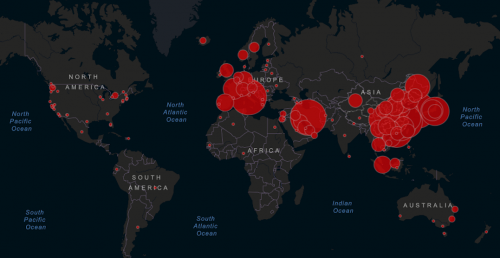 NORTH
AMERICA
EUROPE
ASIA
North
Pacific
Ocean
North
Atlantic
Ocean
North
Pacific
Ocean
AFRICA
SOUTH
AMERICA
Indian
Ocean
AUSTRALIA
South
Pacific
Ocean
South
Atlantic
Ocean